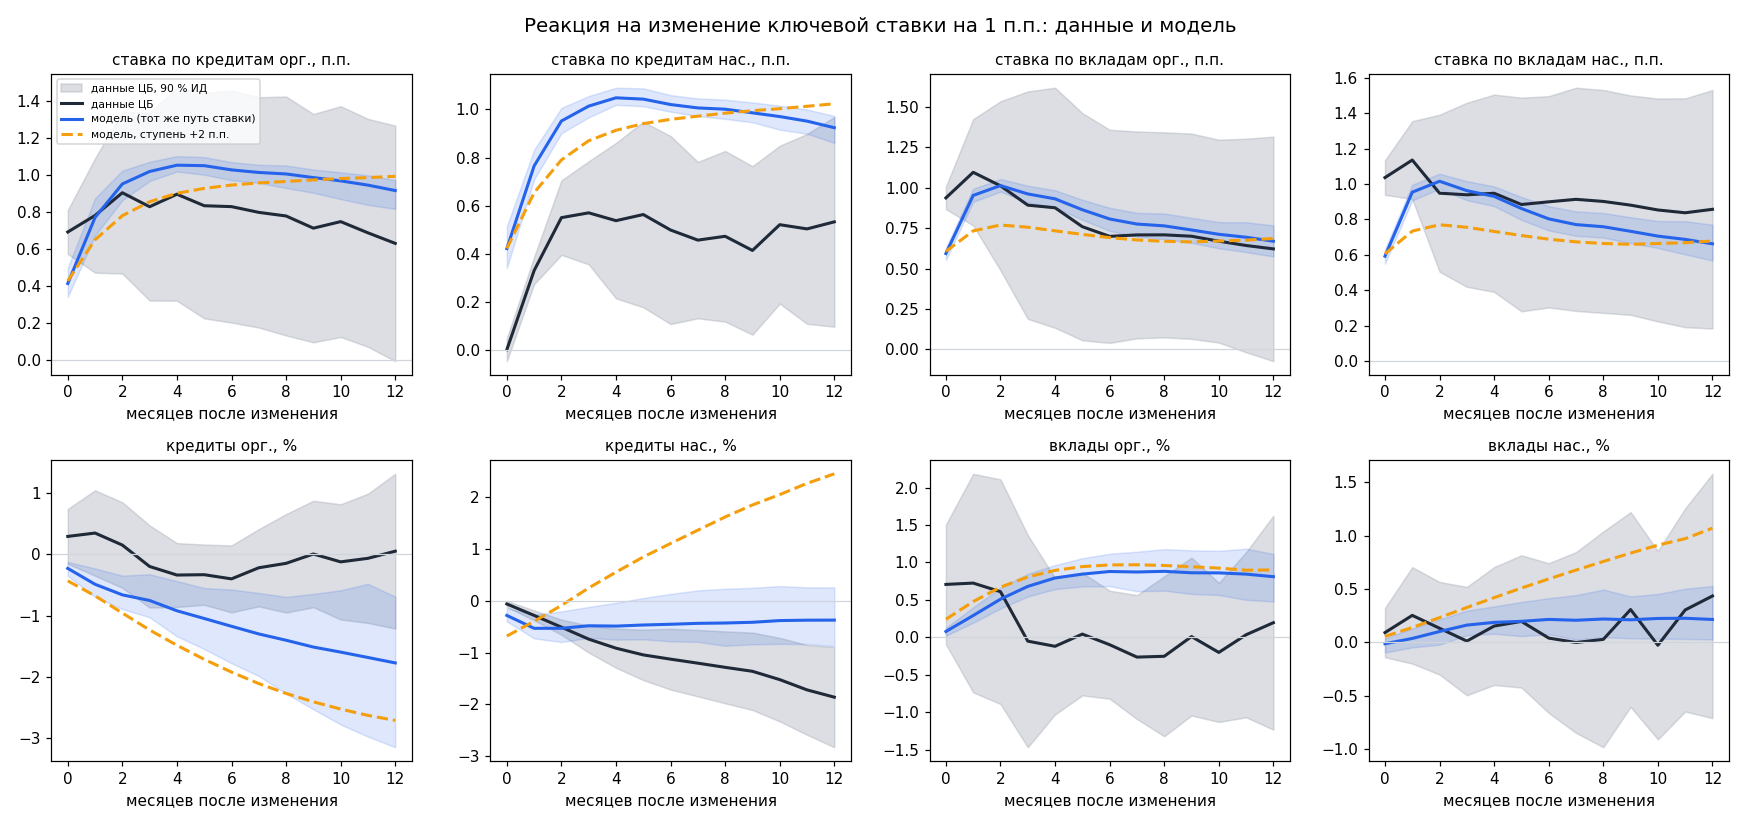 Реакция на изменение ключевой ставки на 1 п.п.: данные и модель
ставка по кредитам орг., п.п.
данные ЦБ, 90 % ИД
данные ЦБ
модель (тот же путь ставки)
модель, ступень +2 п.п.
1.4
1.2
1.0
0.8
0.6
0.4
0.2
0.0
0 2 4 6 8 10 12
месяцев после изменения
ставка по кредитам нас., п.п.
1.0
0.8
0.6
0.4
0.2
0.0
0 2 4 6 8 10 12
месяцев после изменения
ставка по вкладам орг., п.п.
1.50
1.25
1.00
0.75
0.50
0.25
0.00
0 2 4 6 8 10 12
месяцев после изменения
ставка по вкладам нас., п.п.
1.6
1.4
1.2
1.0
0.8
0.6
0.4
0.2
0.0
0 2 4 6 8 10 12
месяцев после изменения
кредиты орг., %
1
0
−1
−2
−3
0 2 4 6 8 10 12
месяцев после изменения
кредиты нас., %
2
1
0
−1
−2
−3
0 2 4 6 8 10 12
месяцев после изменения
вклады орг., %
2.0
1.5
1.0
0.5
0.0
−0.5
−1.0
−1.5
0 2 4 6 8 10 12
месяцев после изменения
вклады нас., %
1.5
1.0
0.5
0.0
−0.5
−1.0
0 2 4 6 8 10 12
месяцев после изменения